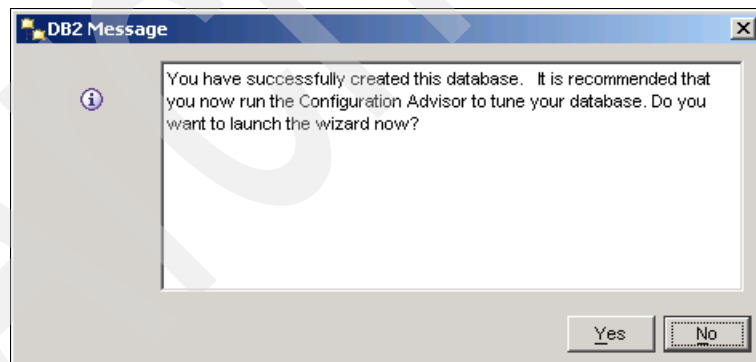 DB2 Message
You have successfully created this database. It is recommended that
you now run the Configuration Advisor to tune your database. Do you
want to launch the wizard now?
Yes No